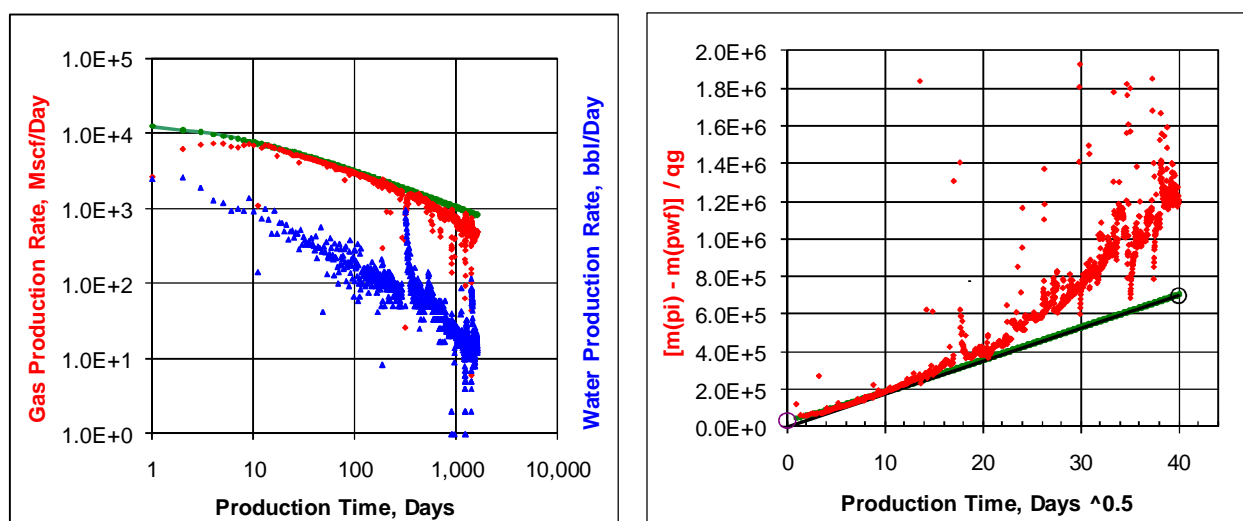 Gas Production Rate, Mscf/Day
1.0E+5
1.0E+4
1.0E+3
1.0E+2
1.0E+1
1.0E+0
1
10
100
1,000
10,000
Production Time, Days
Water Production Rate, bbl/Day
[m(pi) - m(pwf)] / qg
2.0E+6
1.8E+6
1.6E+6
1.4E+6
1.2E+6
1.0E+6
8.0E+5
6.0E+5
4.0E+5
2.0E+5
0.0E+0
0
10
20
30
40
Production Time, Days ^0.5